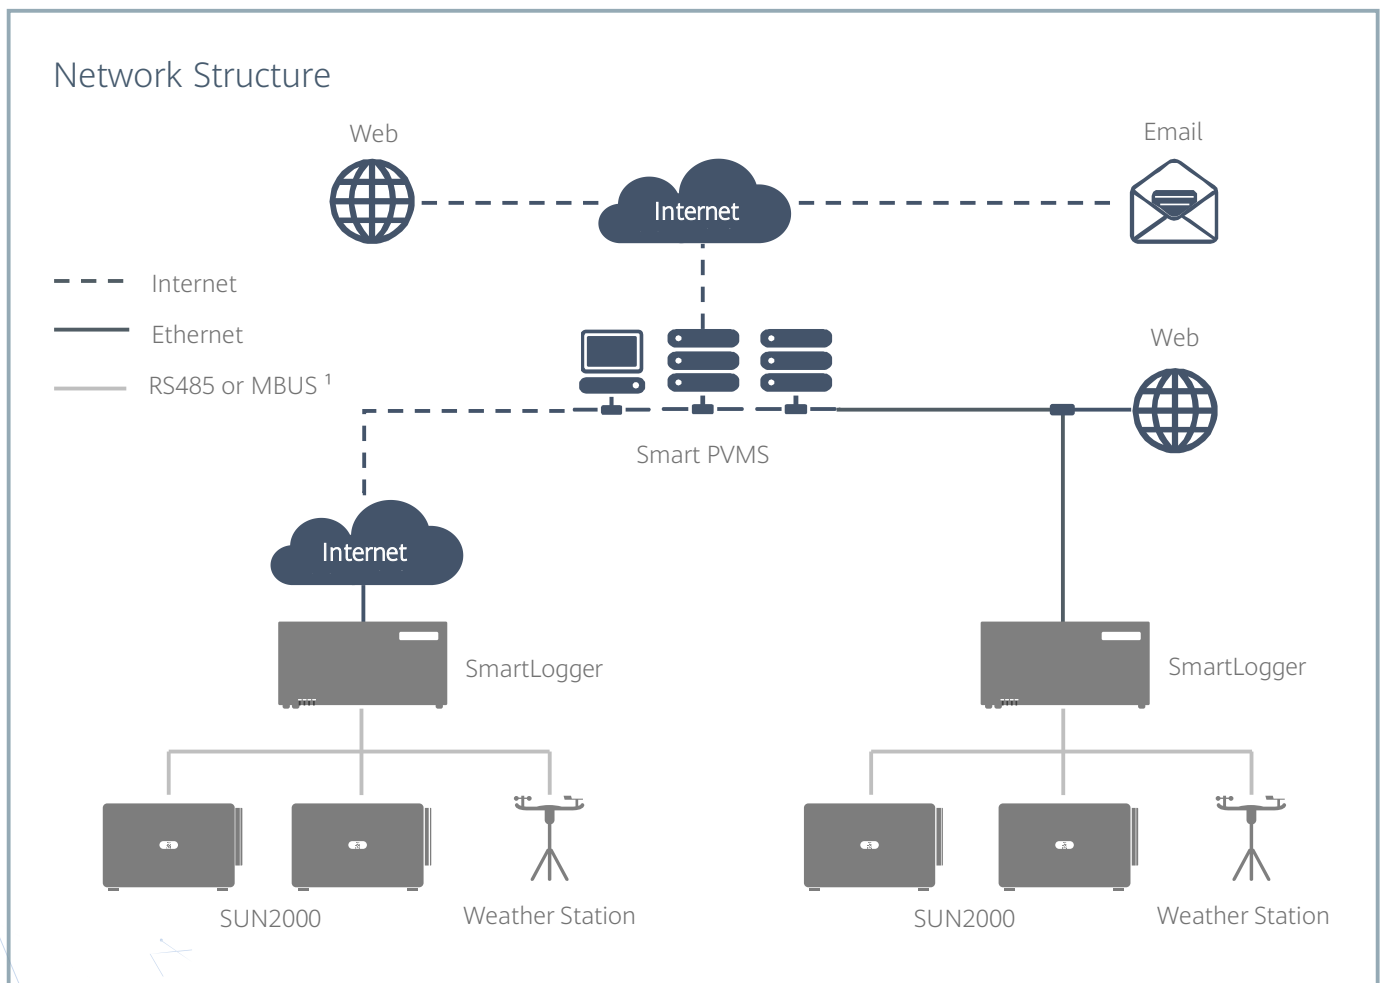 Network Structure
Web
Email
Internet
Internet
Ethernet
Web
RS485 or MBUS ¹
Smart PVMS
Internet
SmartLogger
SmartLogger
SUN2000
Weather Station
SUN2000
Weather Station